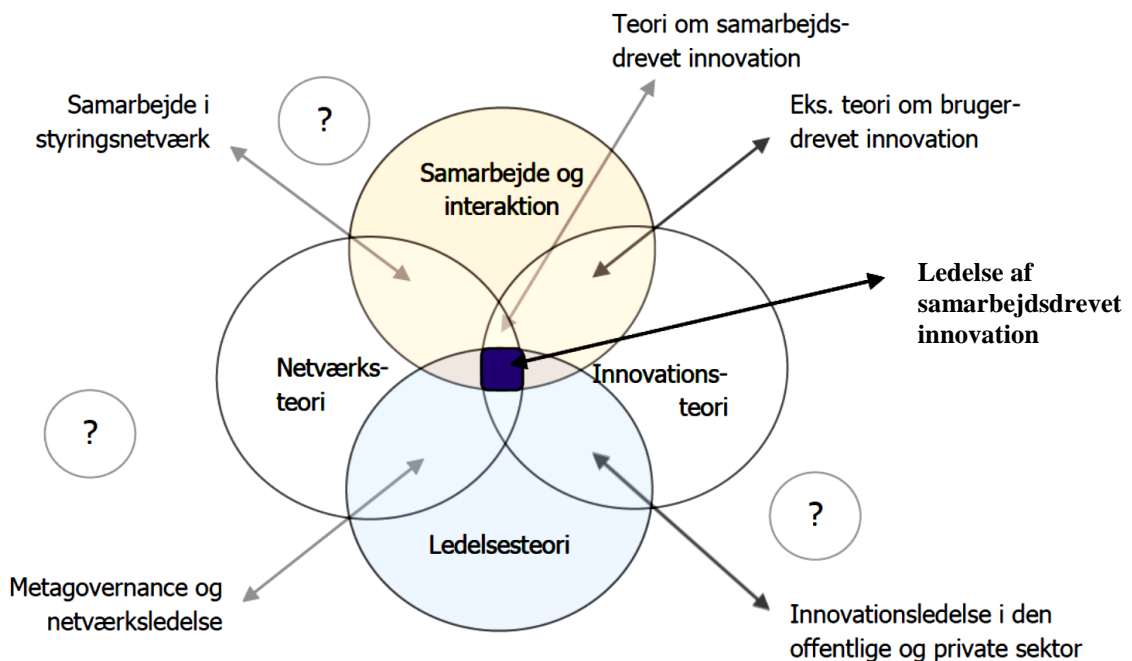 Teori om samarbejds-
drevet innovation
Samarbejde i
styringsnetværk
?
Eks. teori om bruger-
drevet innovation
Samarbejde og
interaktion
Ledelse af
samarbejdsdrevet
innovation
Netværks-
teori
Innovations-
teori
?
?
Ledelsesteori
Metagovernance og
netværksledelse
Innovationsledelse i den
offentlige og private sektor